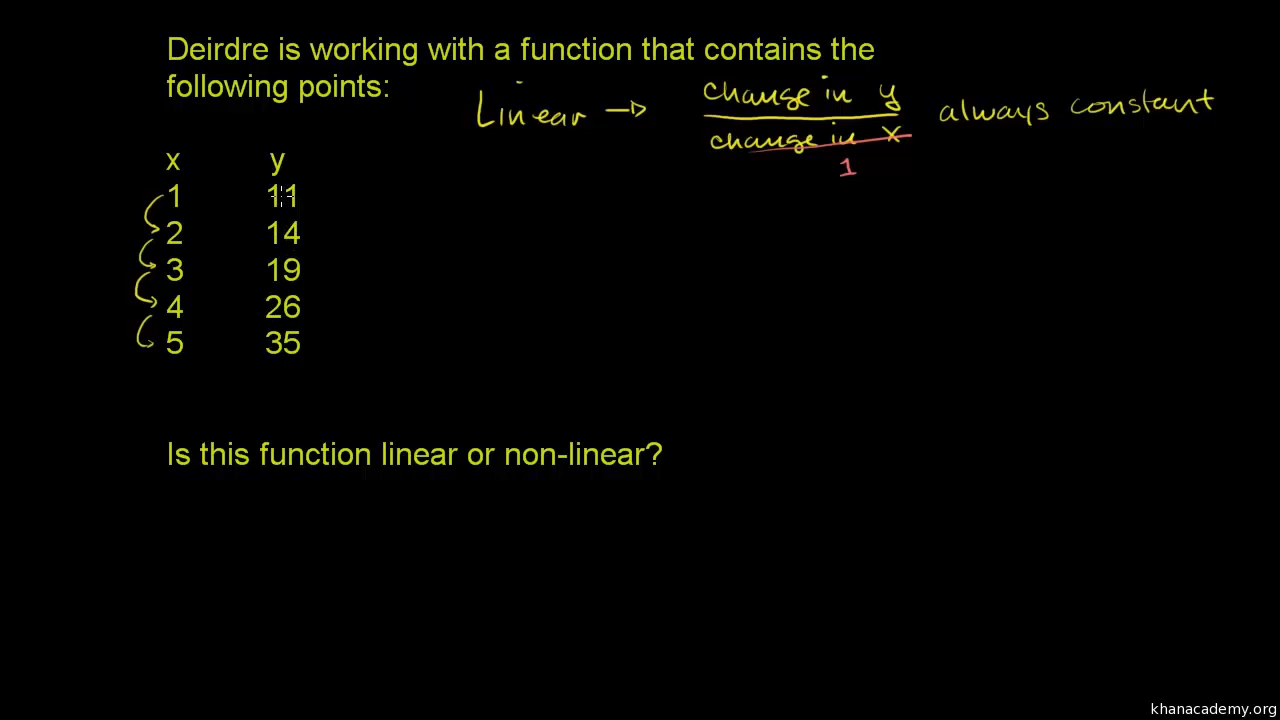 Deirdre is working with a function that contains the
following points:
Linear → change in y always constant
change in x
1
x y
1 11
2 14
3 19
4 26
5 35
Is this function linear or non-linear?
khanacademy.org